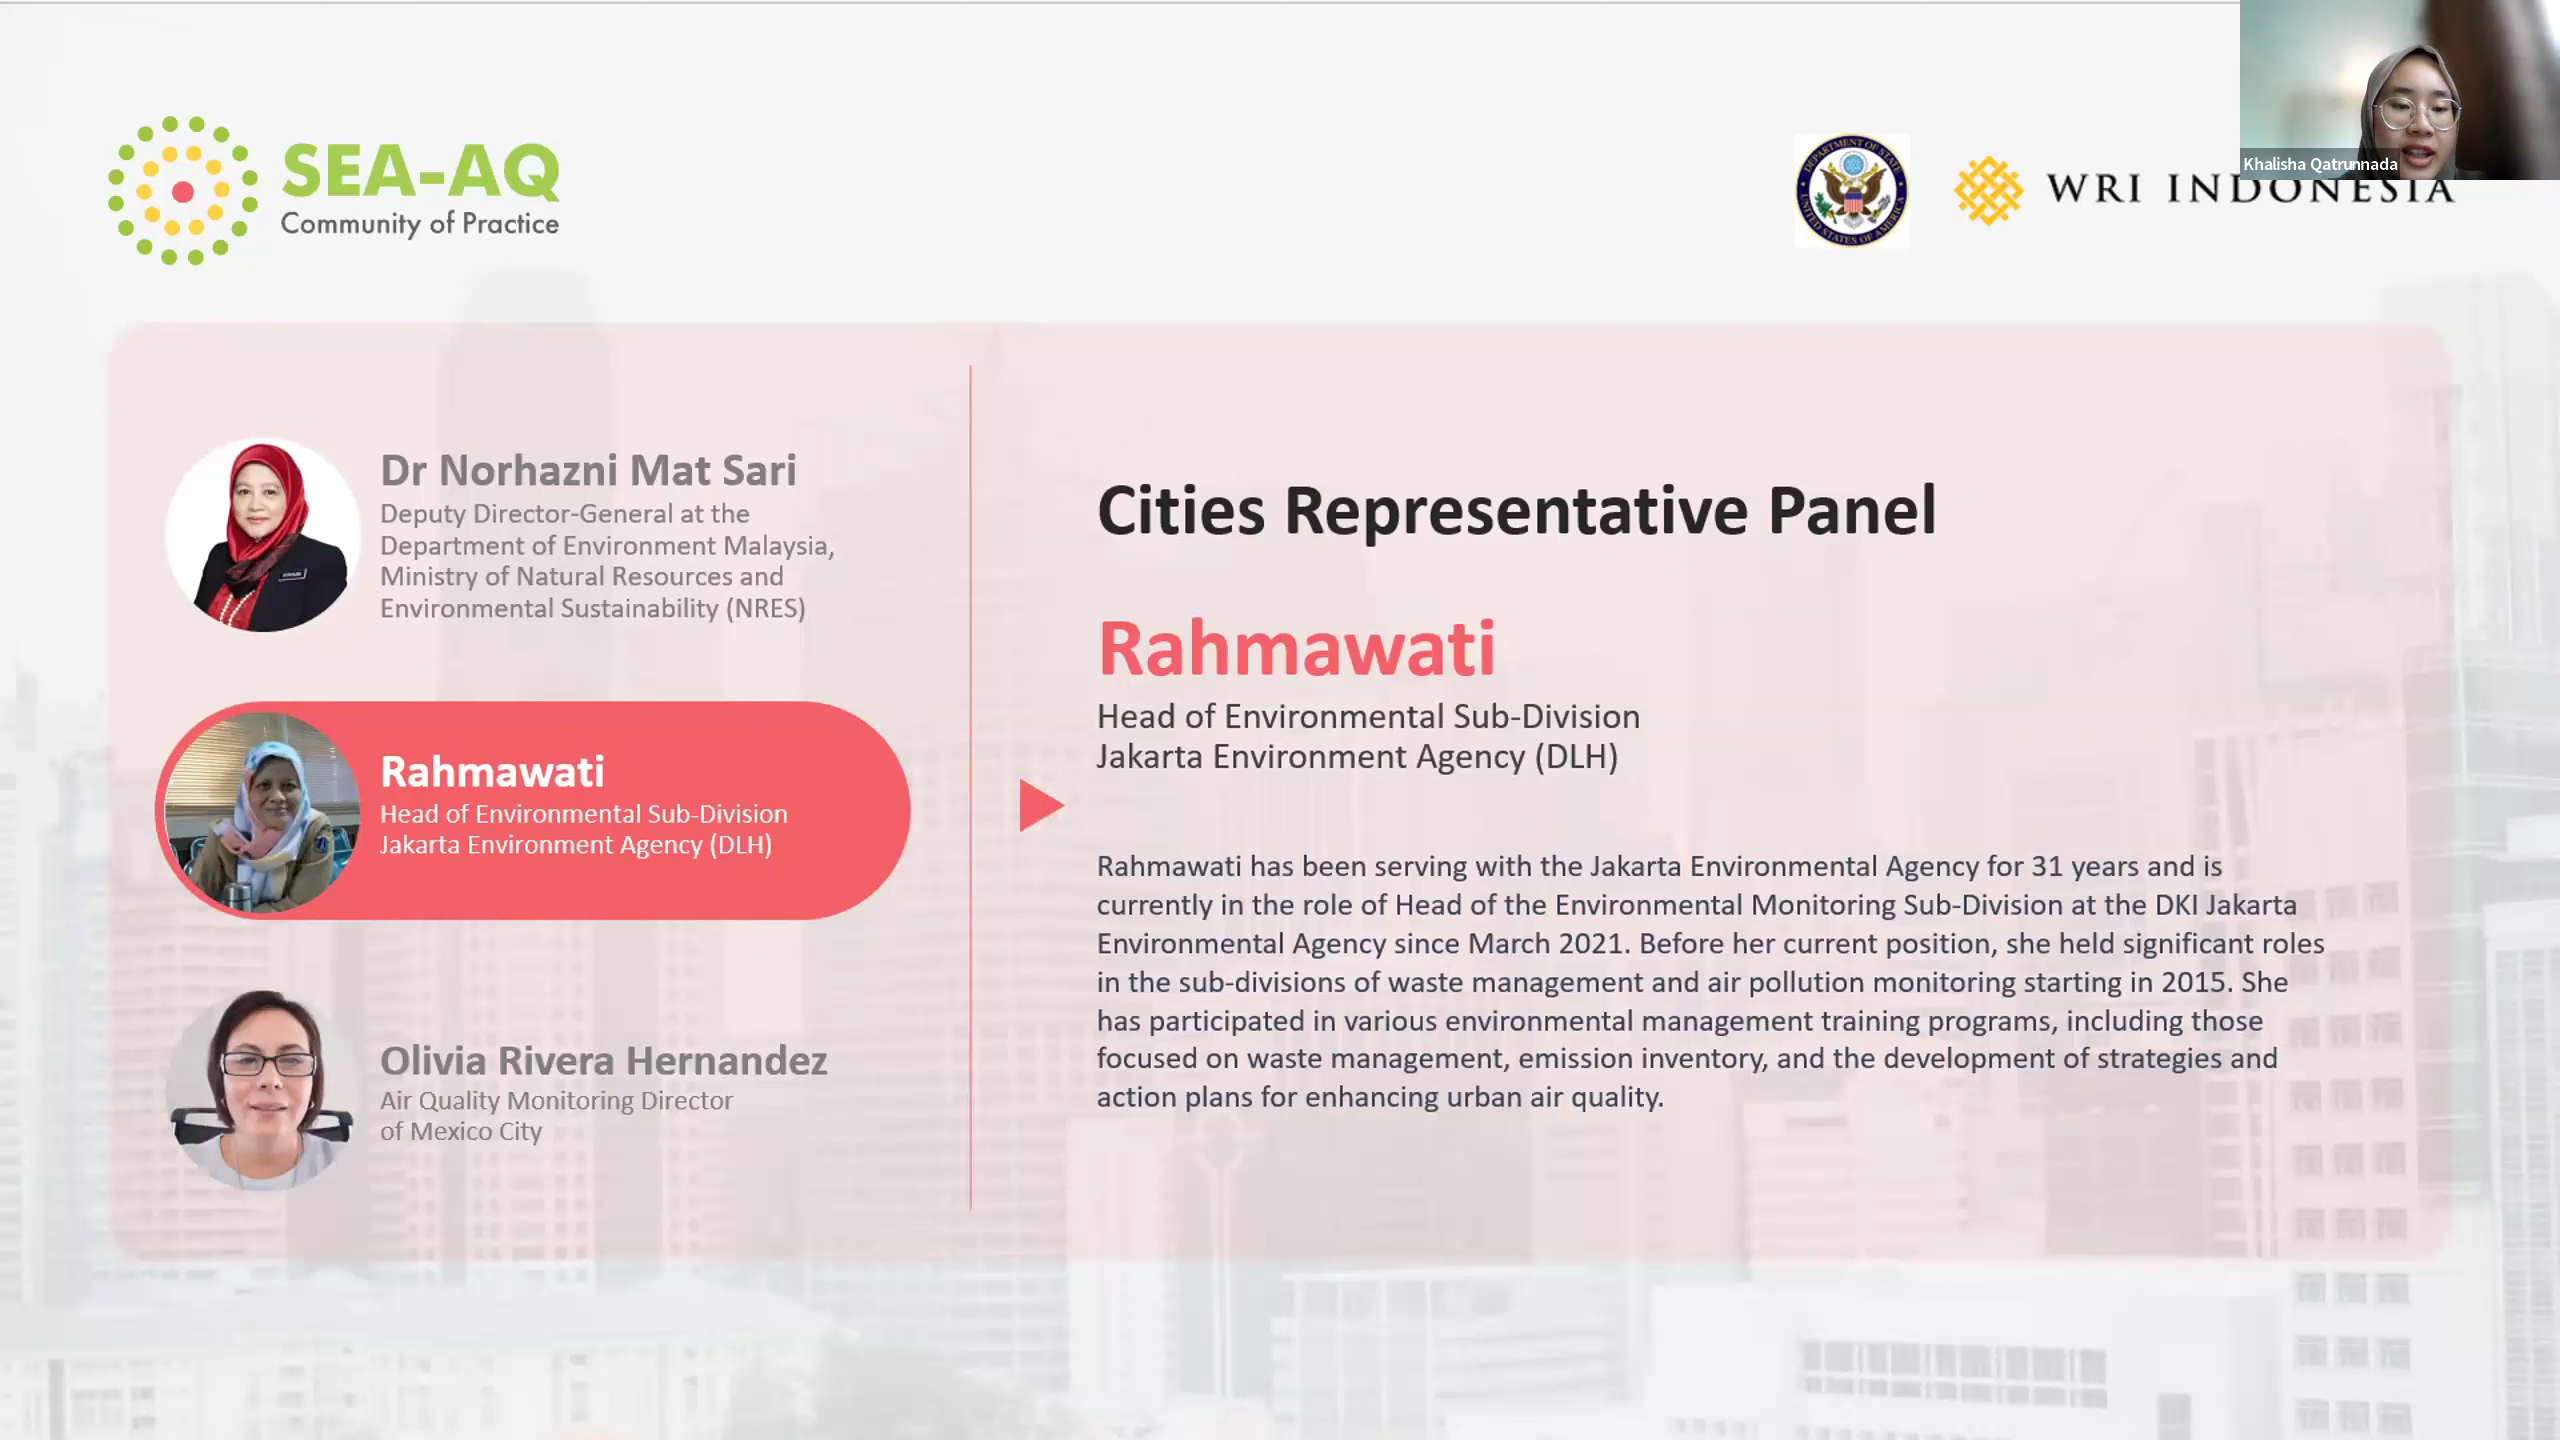 SEA-AQ
Community of Practice
DEPARTMENT OF STATE
UNITED STATES OF AMERICA
WRI INDONESIA
Khalisha Qatrunnada
Dr Norhazni Mat Sari
Deputy Director-General at the
Department of Environment Malaysia,
Ministry of Natural Resources and
Environmental Sustainability (NRES)
Rahmawati
Head of Environmental Sub-Division
Jakarta Environment Agency (DLH)
Olivia Rivera Hernandez
Air Quality Monitoring Director
of Mexico City
Cities Representative Panel
Rahmawati
Head of Environmental Sub-Division
Jakarta Environment Agency (DLH)
Rahmawati has been serving with the Jakarta Environmental Agency for 31 years and is
currently in the role of Head of the Environmental Monitoring Sub-Division at the DKI Jakarta
Environmental Agency since March 2021. Before her current position, she held significant roles
in the sub-divisions of waste management and air pollution monitoring starting in 2015. She
has participated in various environmental management training programs, including those
focused on waste management, emission inventory, and the development of strategies and
action plans for enhancing urban air quality.